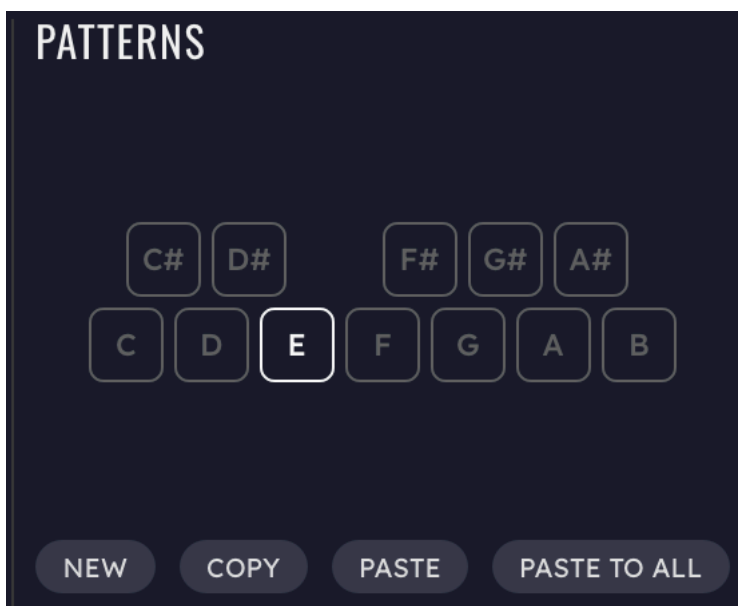 PATTERNS
C# D# F# G# A#
C D E F G A B
NEW COPY PASTE PASTE TO ALL